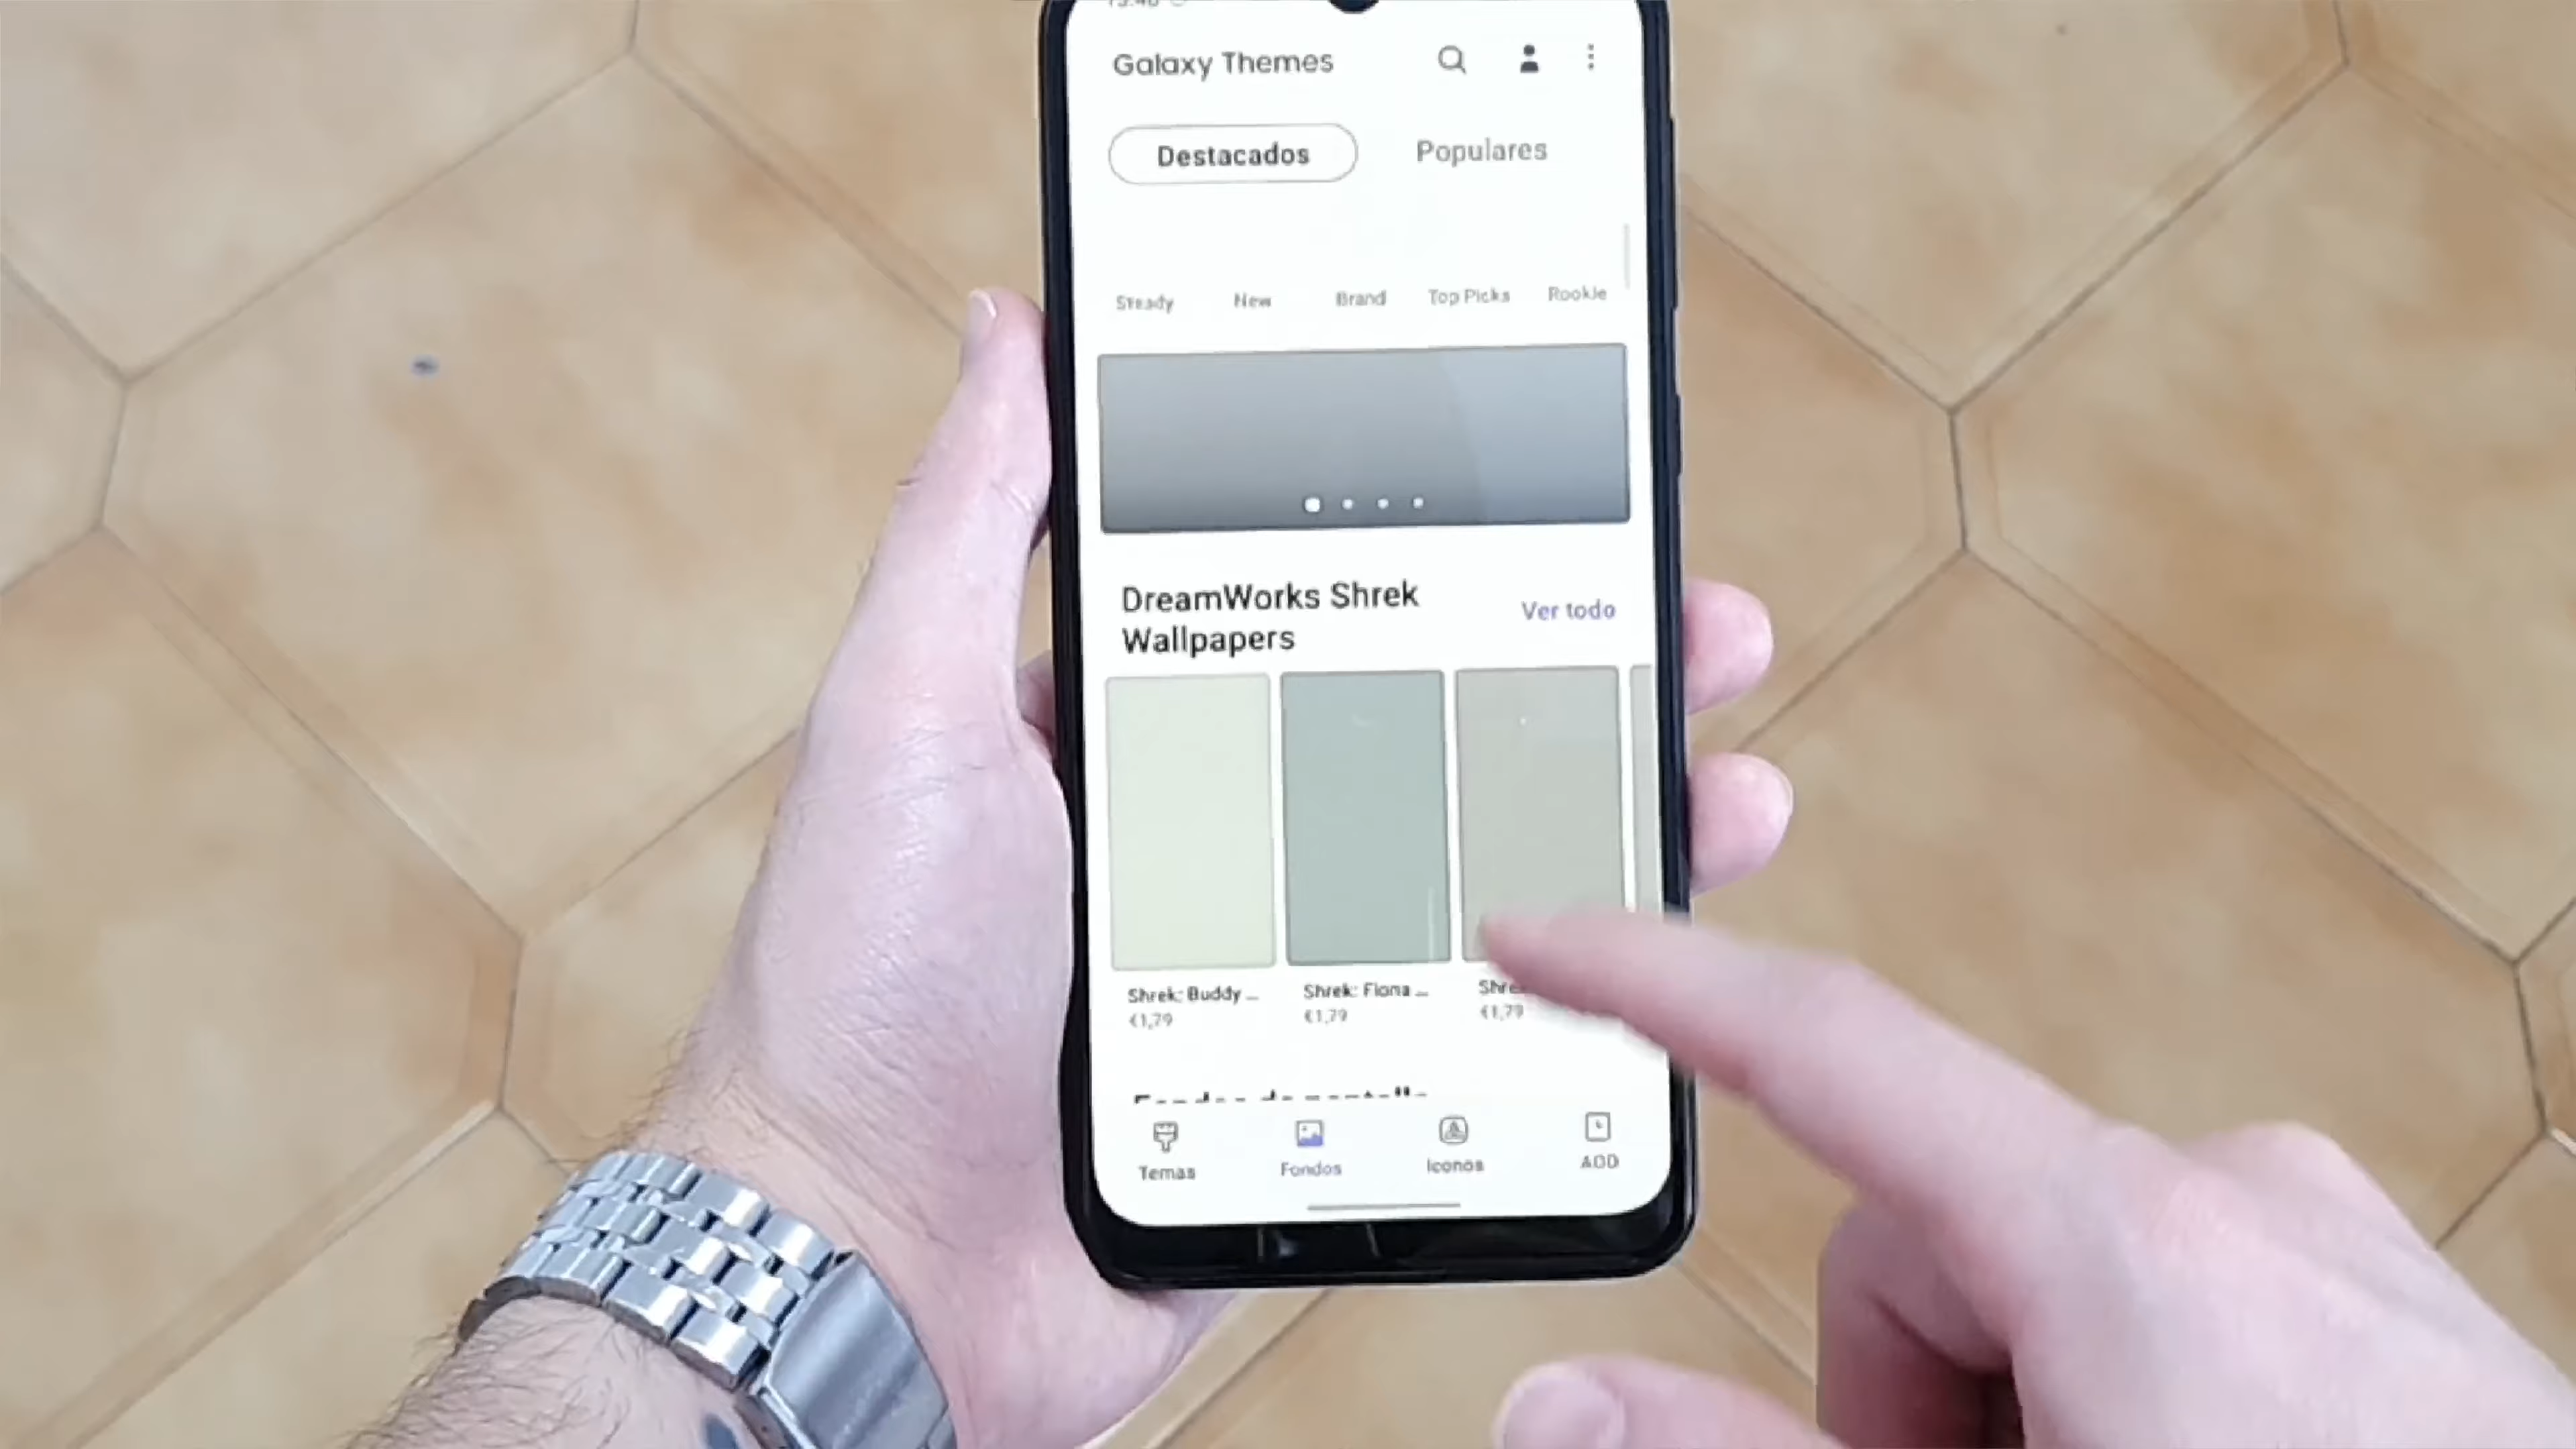 Galaxy Themes
Destacados
Populares
Steady
New
Brand
Top Picks
Rookie
DreamWorks Shrek
Wallpapers
Ver todo
Shrek: Buddy ...
€1,79
Shrek: Fiona ...
€1,79
Shre
€1,79
Temas
Fondos
Iconos
AOD